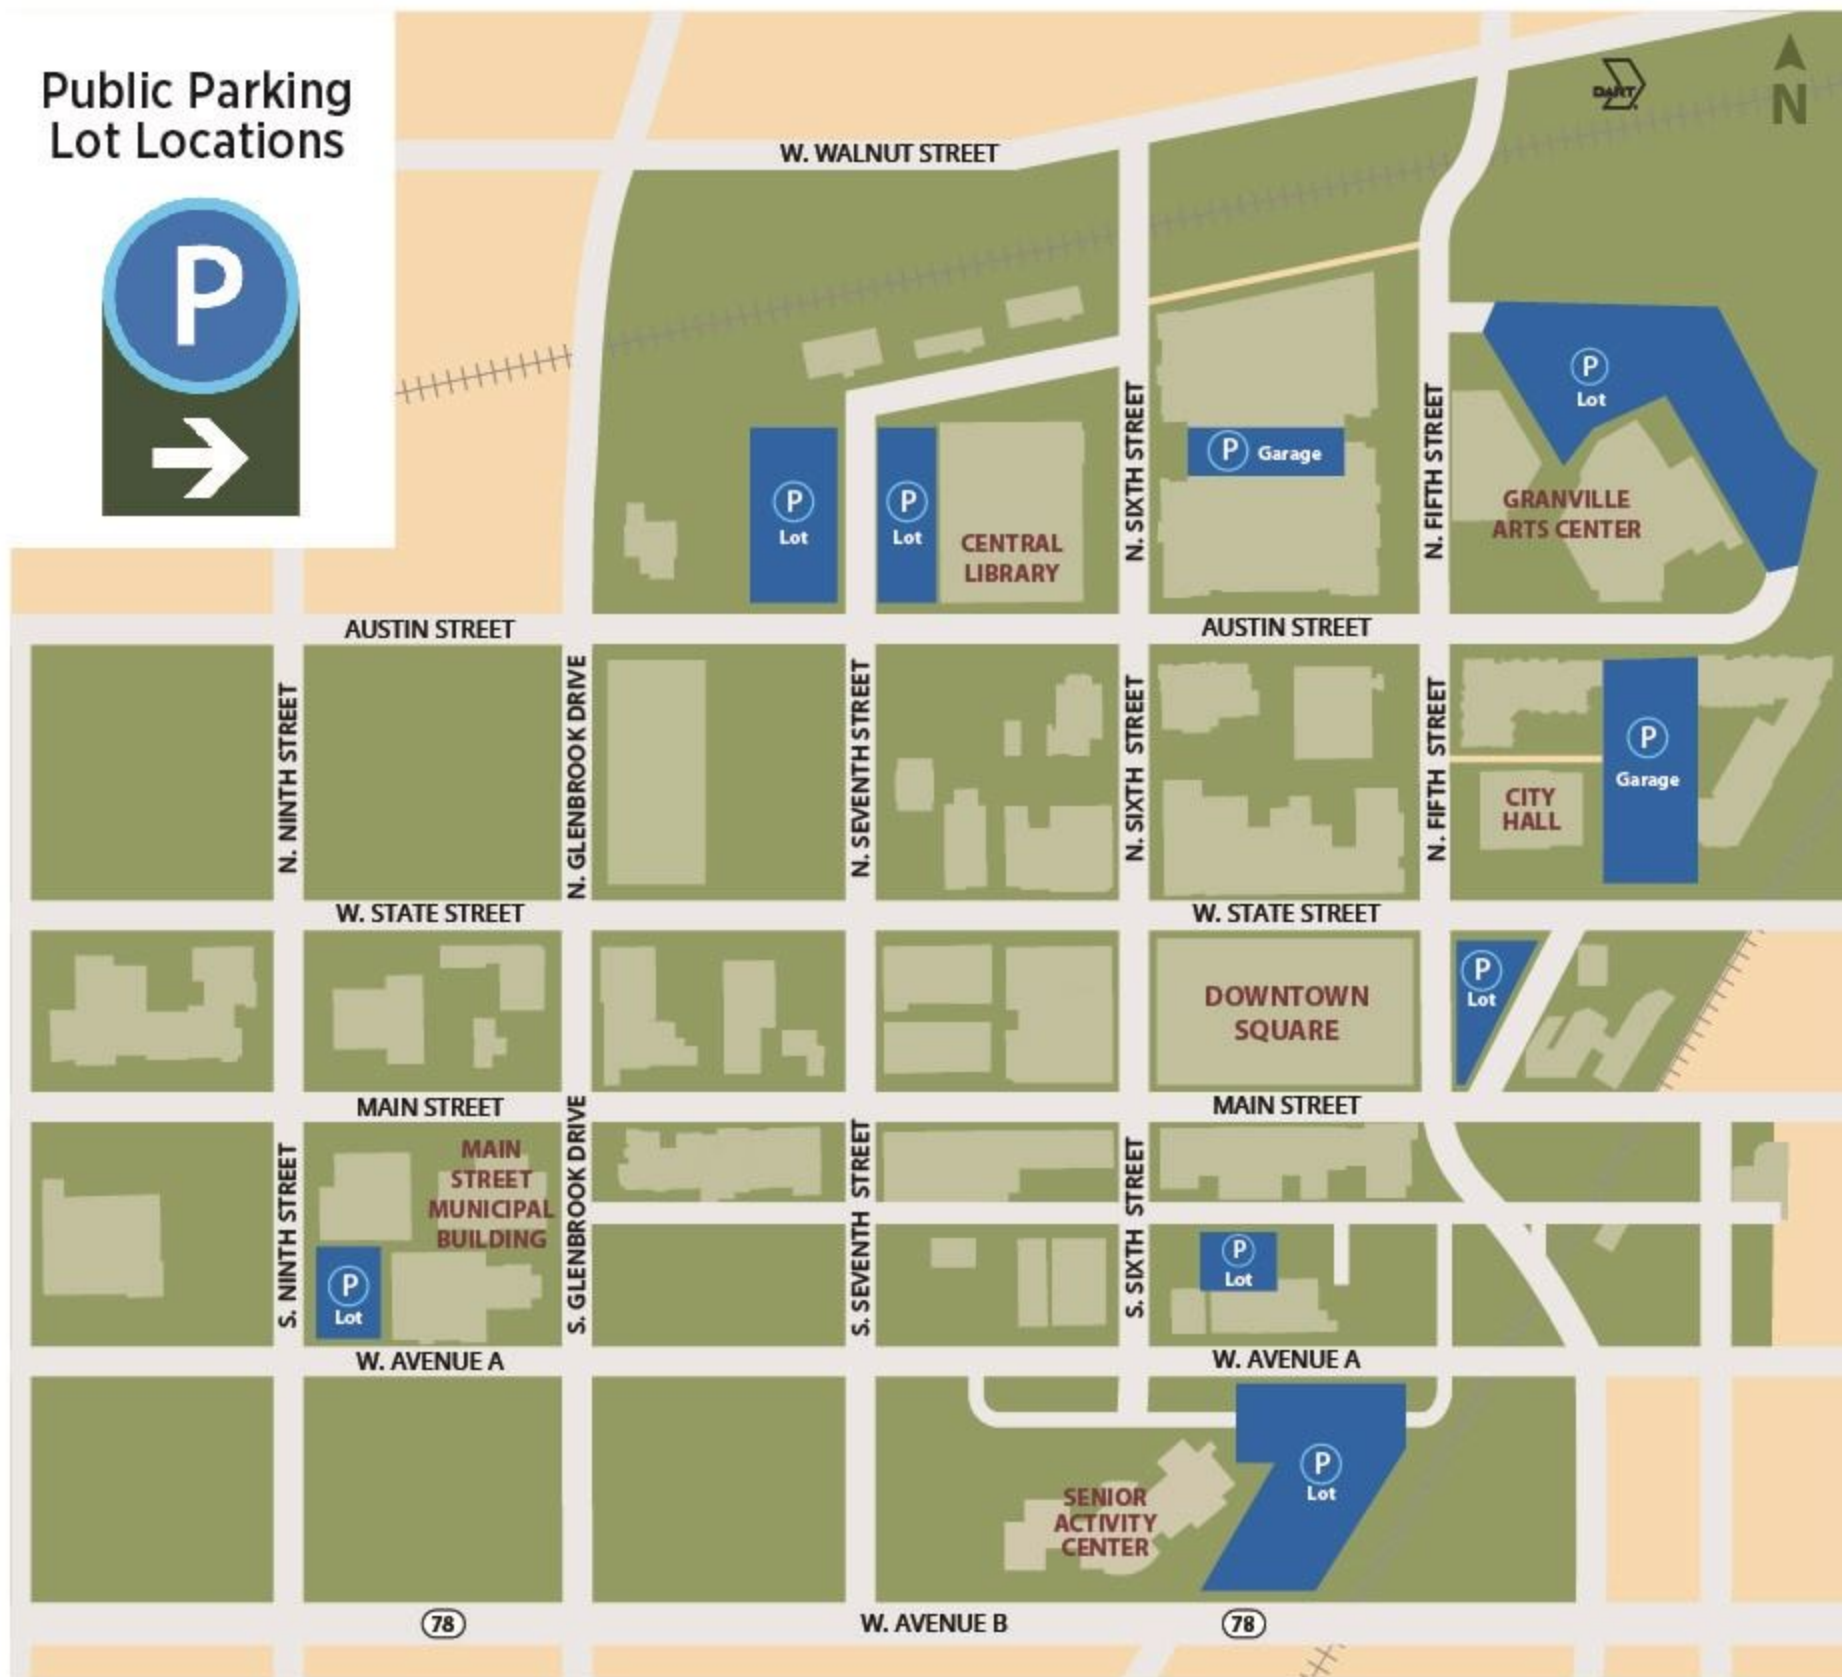 Public Parking
Lot Locations
P
DART
N
W. WALNUT STREET
P
Lot
P
Lot
P
Lot
P Garage
N. SIXTH STREET
N. FIFTH STREET
CENTRAL
LIBRARY
GRANVILLE
ARTS CENTER
AUSTIN STREET
AUSTIN STREET
N. NINTH STREET
N. GLENBROOK DRIVE
N. SEVENTH STREET
N. SIXTH STREET
N. FIFTH STREET
P
Garage
CITY
HALL
W. STATE STREET
W. STATE STREET
DOWNTOWN
SQUARE
P
Lot
MAIN STREET
MAIN STREET
S. NINTH STREET
MAIN
STREET
MUNICIPAL
BUILDING
S. GLENBROOK DRIVE
S. SEVENTH STREET
S. SIXTH STREET
P
Lot
P
Lot
W. AVENUE A
W. AVENUE A
P
Lot
SENIOR
ACTIVITY
CENTER
78
W. AVENUE B
78